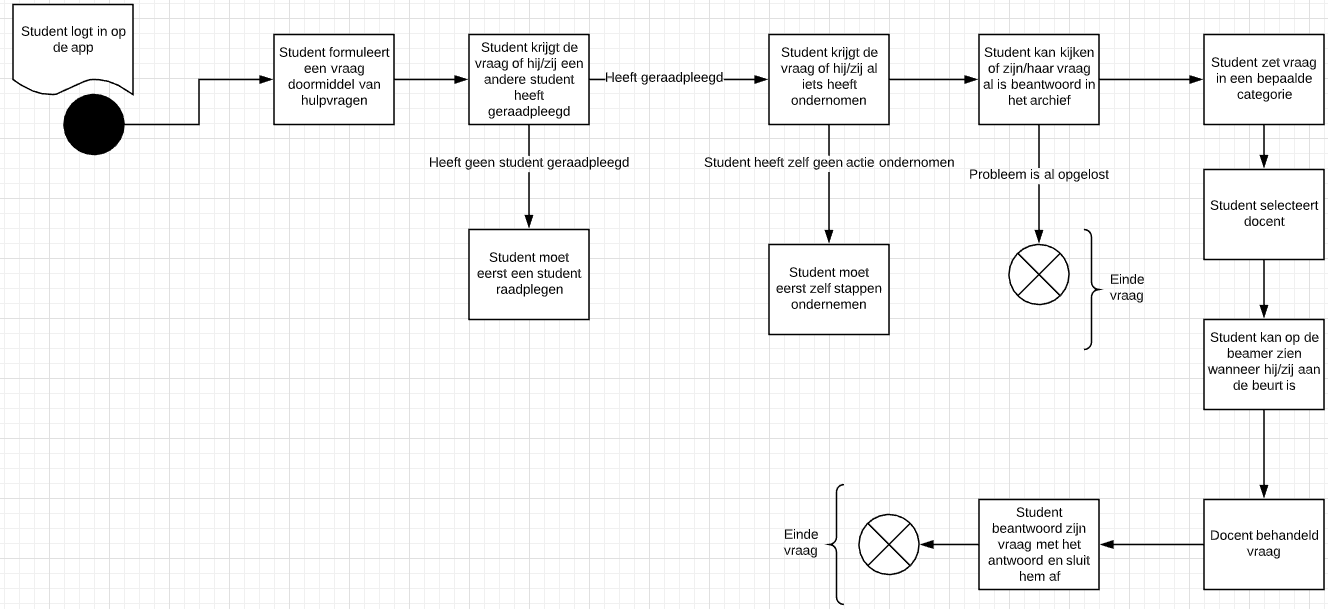 Student logt in op
de app
Student formuleert
een vraag
doormiddel van
hulpvragen
Student krijgt de
vraag of hij/zij een
andere student
heeft
geraadpleegd
Heeft geraadpleegd
Student krijgt de
vraag of hij/zij al
iets heeft
ondernomen
Student kan kijken
of zijn/haar vraag
al is beantwoord in
het archief
Student zet vraag
in een bepaalde
categorie
Heeft geen student geraadpleegd
Student heeft zelf geen actie ondernomen
Probleem is al opgelost
Student selecteert
docent
Student moet
eerst een student
raadplegen
Student moet
eerst zelf stappen
ondernemen
Einde
vraag
Student kan op de
beamer zien
wanneer hij/zij aan
de beurt is
Docent behandeld
vraag
Student
beantwoord zijn
vraag met het
antwoord en sluit
hem af
Einde
vraag